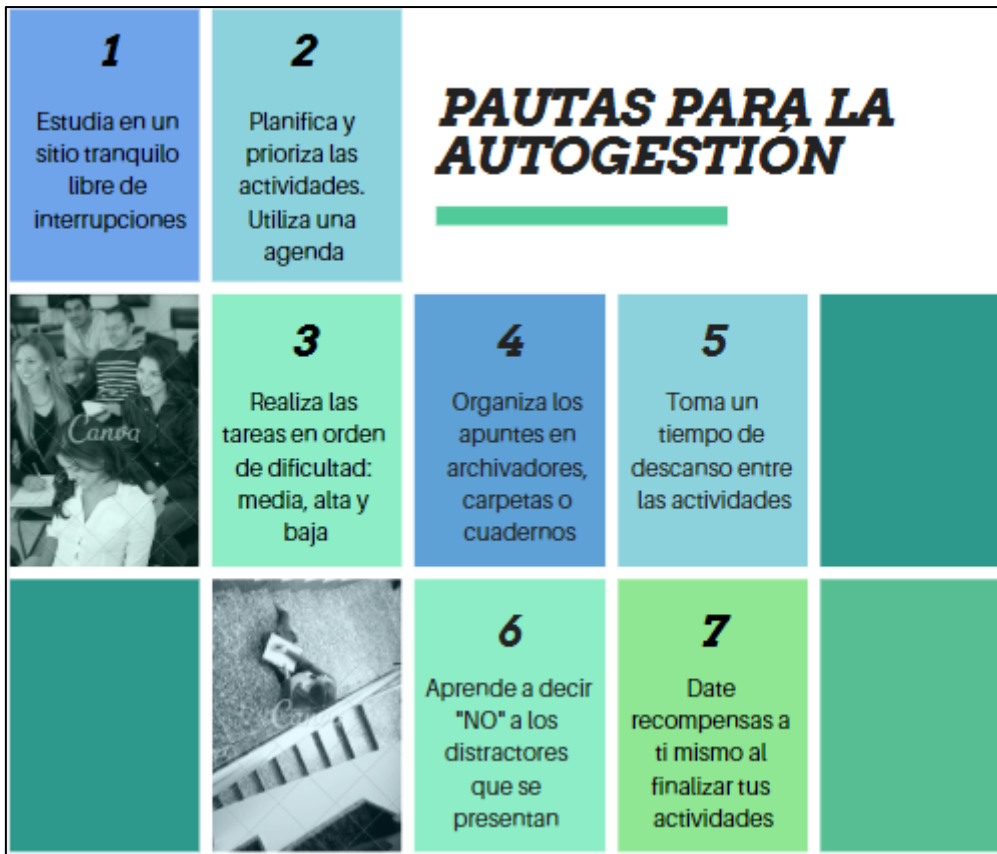 1
Estudia en un
sitio tranquilo
libre de
interrupciones
2
Planifica y
prioriza las
actividades.
Utiliza una
agenda
PAUTAS PARA LA
AUTOGESTIÓN
Canva
3
Realiza las
tareas en orden
de dificultad:
media, alta y
baja
4
Organiza los
apuntes en
archivadores,
carpetas o
cuadernos
5
Toma un
tiempo de
descanso entre
las actividades
6
Aprende a decir
"NO" a los
distractores
que se
presentan
7
Date
recompensas a
ti mismo al
finalizar tus
actividades